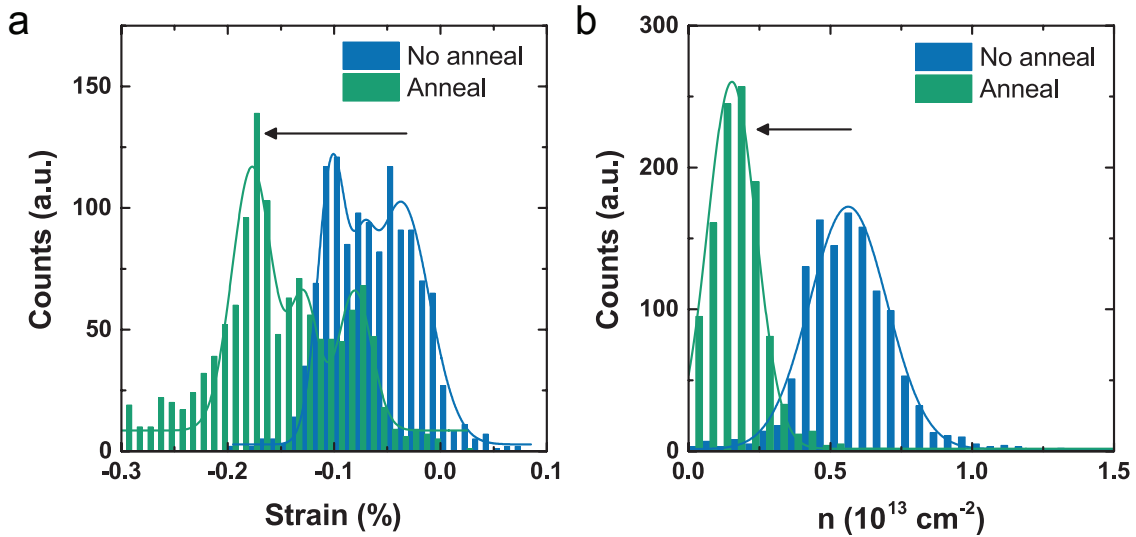 a
No anneal
Anneal
150
100
50
0
Counts (a.u.)
-0.3
-0.2
-0.1
0.0
0.1
Strain (%)
b
No anneal
Anneal
300
200
100
0
Counts (a.u.)
0.0
0.5
1.0
1.5
n (10¹³ cm⁻²)